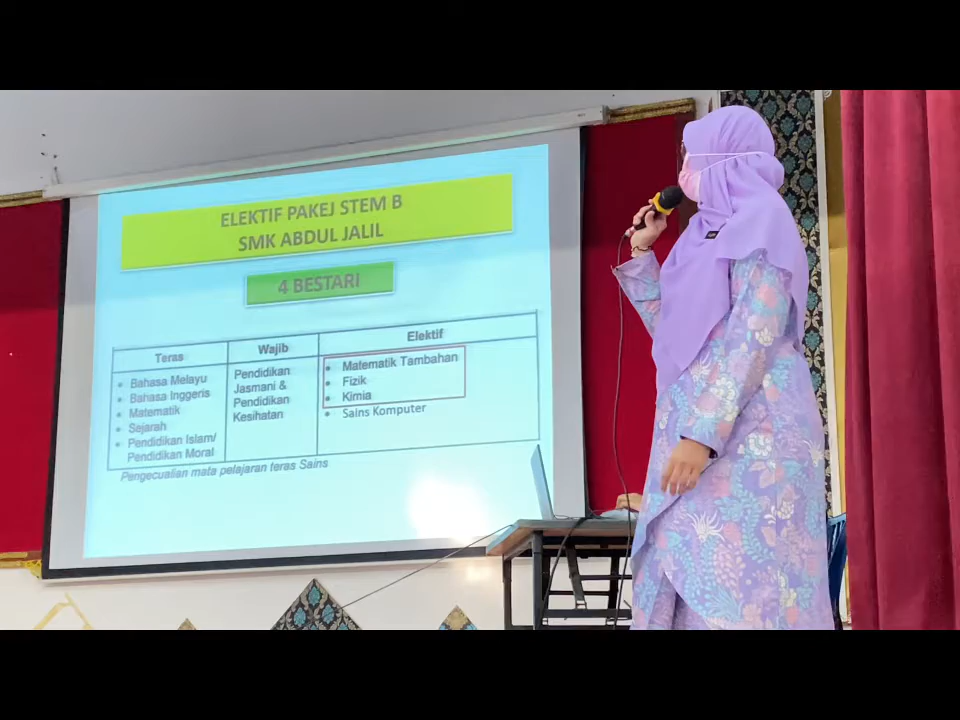 ELEKTIF PAKEJ STEM B
SMK ABDUL JALIL
4 BESTARI
Teras
Wajib
Elektif
• Bahasa Melayu
• Bahasa Inggeris
• Matematik
• Sejarah
• Pendidikan Islam/
Pendidikan Moral
Pendidikan
Jasmani &
Pendidikan
Kesihatan
• Matematik Tambahan
• Fizik
• Kimia
• Sains Komputer
Pengecualian mata pelajaran teras Sains